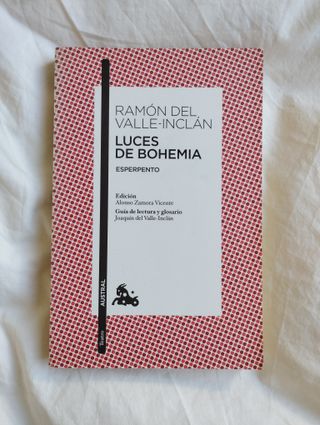 RAMÓN DEL
VALLE-INCLÁN
LUCES
DE BOHEMIA
ESPERPENTO
Edición
Alonso Zamora Vicente
Guía de lectura y glosario
Joaquín del Valle-Inclán
AUSTRAL
Teatro